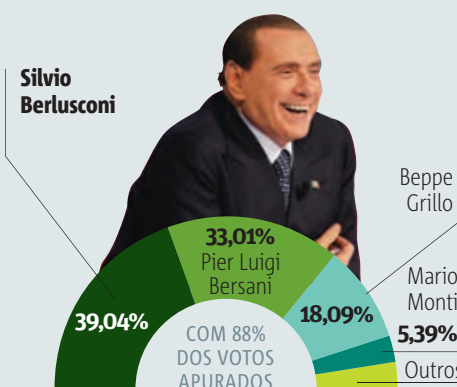 Silvio
Berlusconi
39,04%
33,01%
Pier Luigi
Bersani
Beppe
Grillo
18,09%
Mario
Monti
5,39%
Outros
COM 88%
DOS VOTOS
APURADOS